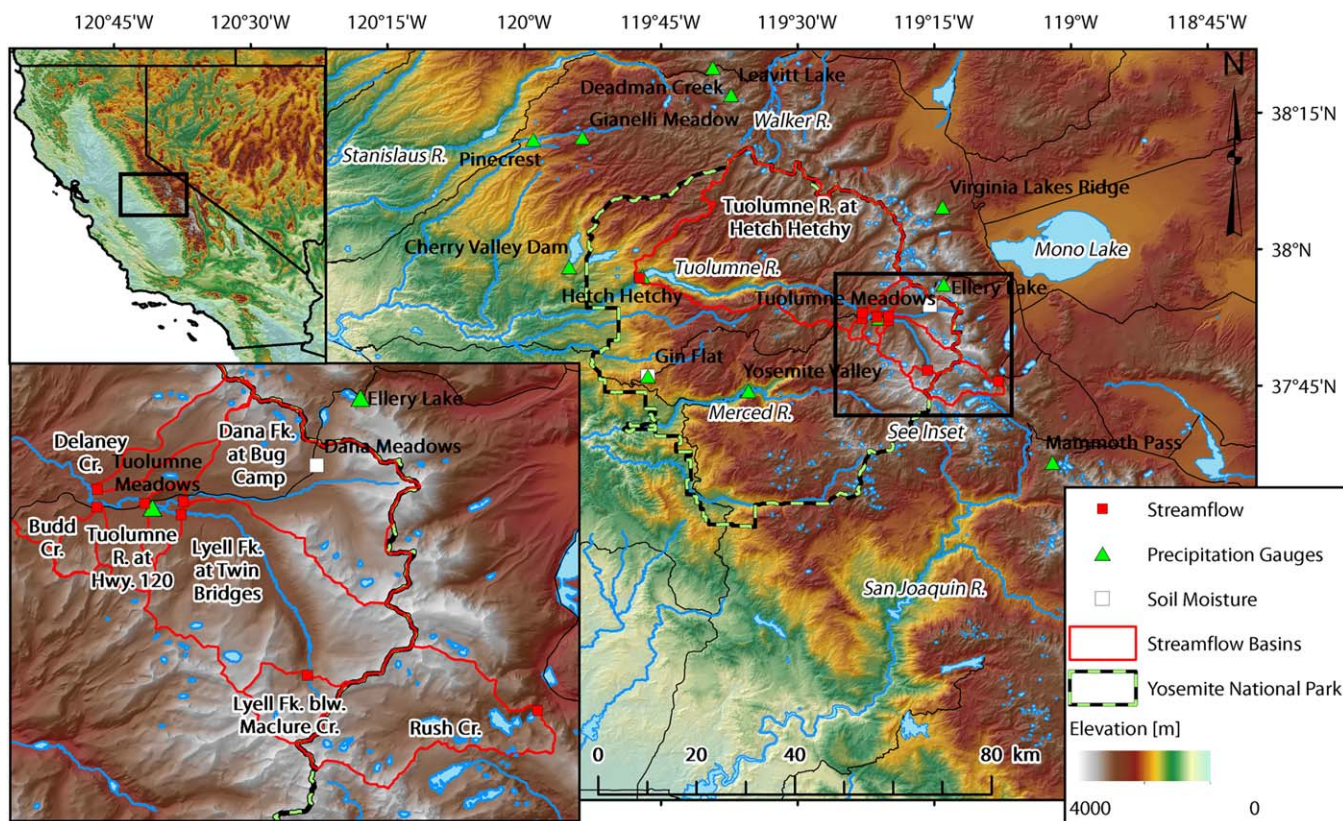 120°45'W 120°30'W 120°15'W 120°W 119°45'W 119°30'W 119°15'W 119°W 118°45'W
N
38°15'N
38°N
37°45'N
Leavitt Lake
Deadman Creek
Gianelli Meadow
Walker R.
Stanislaus R.
Pinecrest
Virginia Lakes Ridge
Tuolumne R. at
Hetch Hetchy
Mono Lake
Cherry Valley Dam
Tuolumne R.
Ellery Lake
Hetch Hetchy
Tuolumne Meadows
Gin Flat
Yosemite Valley
Merced R.
See Inset
Mammoth Pass
San Joaquin R.
0 20 40 80 km
Ellery Lake
Delaney
Cr.
Dana Fk.
at Bug
Camp
Dana Meadows
Tuolumne
Meadows
Budd
Cr.
Tuolumne
R. at
Hwy. 120
Lyell Fk.
at Twin
Bridges
Lyell Fk. blw.
Maclure Cr.
Rush Cr.
Streamflow
Precipitation Gauges
Soil Moisture
Streamflow Basins
Yosemite National Park
Elevation [m]
4000 0